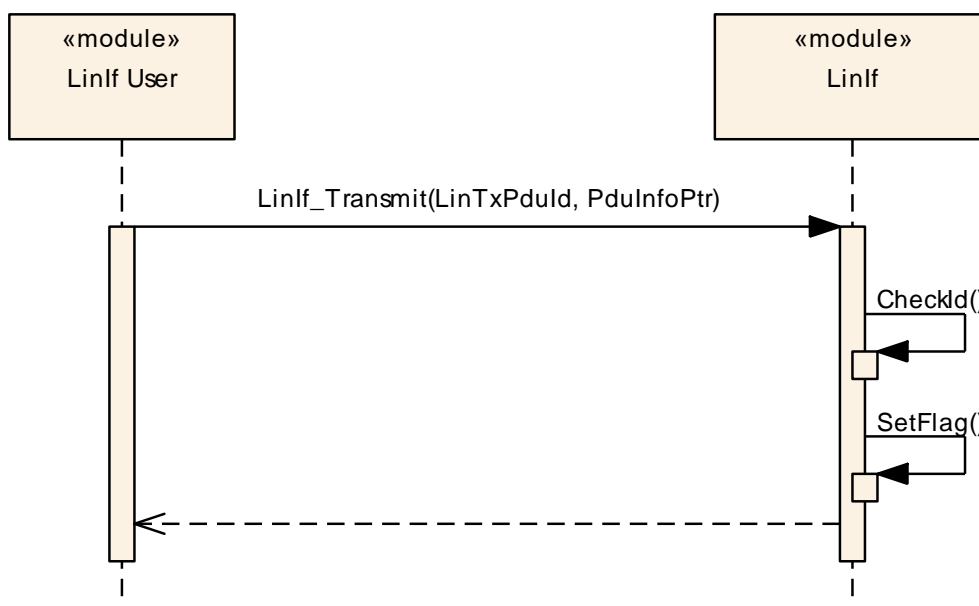 «module»
LinIf User
«module»
LinIf
LinIf_Transmit(LinTxPduId, PduInfoPtr)
CheckId()
SetFlag()